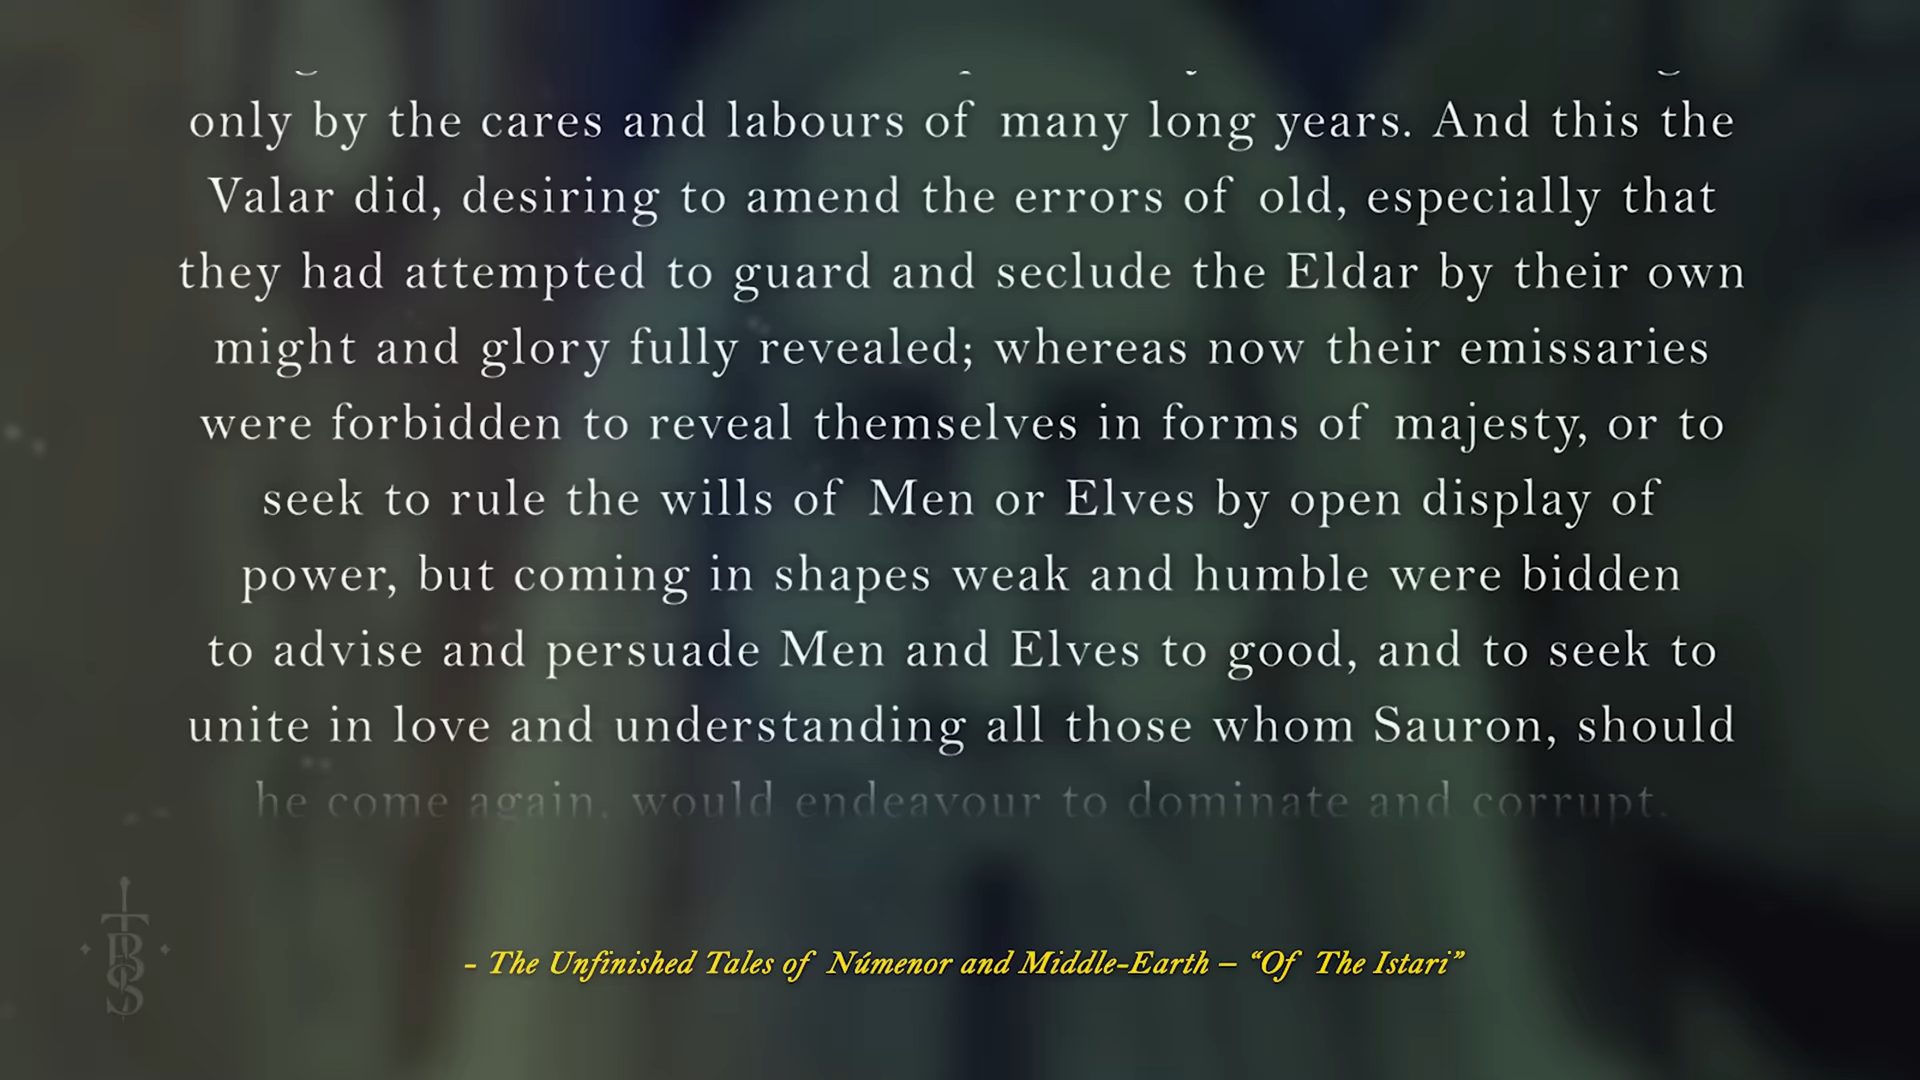 only by the cares and labours of many long years. And this the
Valar did, desiring to amend the errors of old, especially that
they had attempted to guard and seclude the Eldar by their own
might and glory fully revealed; whereas now their emissaries
were forbidden to reveal themselves in forms of majesty, or to
seek to rule the wills of Men or Elves by open display of
power, but coming in shapes weak and humble were bidden
to advise and persuade Men and Elves to good, and to seek to
unite in love and understanding all those whom Sauron, should
he come again, would endeavour to dominate and corrupt.
- The Unfinished Tales of Númenor and Middle-Earth – “Of The Istari”
TBS